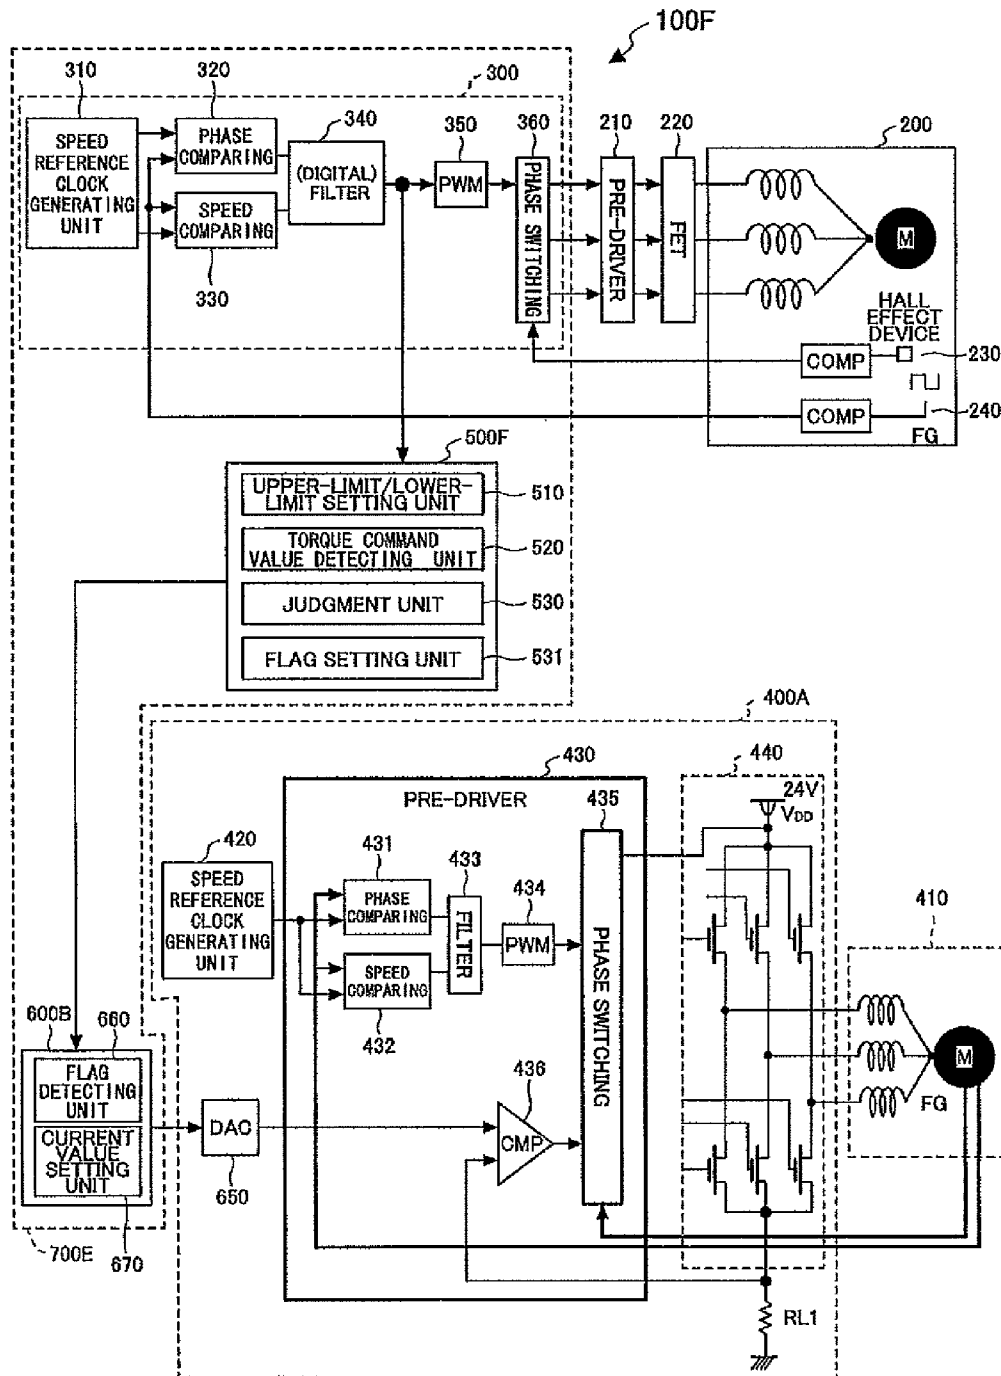 100F
310
320
300
340
350
360
210
220
200
SPEED
REFERENCE
CLOCK
GENERATING
UNIT
PHASE
COMPARING
SPEED
COMPARING
330
(DIGITAL)
FILTER
PWM
PHASE SWITCHING
PRE-DRIVER
FET
M
HALL
EFFECT
DEVICE
COMP
230
COMP
240
FG
500F
UPPER-LIMIT/LOWER-
LIMIT SETTING UNIT
510
TORQUE COMMAND
VALUE DETECTING UNIT
520
JUDGMENT UNIT
530
FLAG SETTING UNIT
531
400A
430
440
PRE-DRIVER
435
24V
VDD
420
431
433
434
410
SPEED
REFERENCE
CLOCK
GENERATING
UNIT
PHASE
COMPARING
SPEED
COMPARING
432
FILTER
PWM
PHASE SWITCHING
M
FG
600B
660
FLAG
DETECTING
UNIT
CURRENT
VALUE
SETTING
UNIT
670
700E
DAC
650
436
CMP
RL1